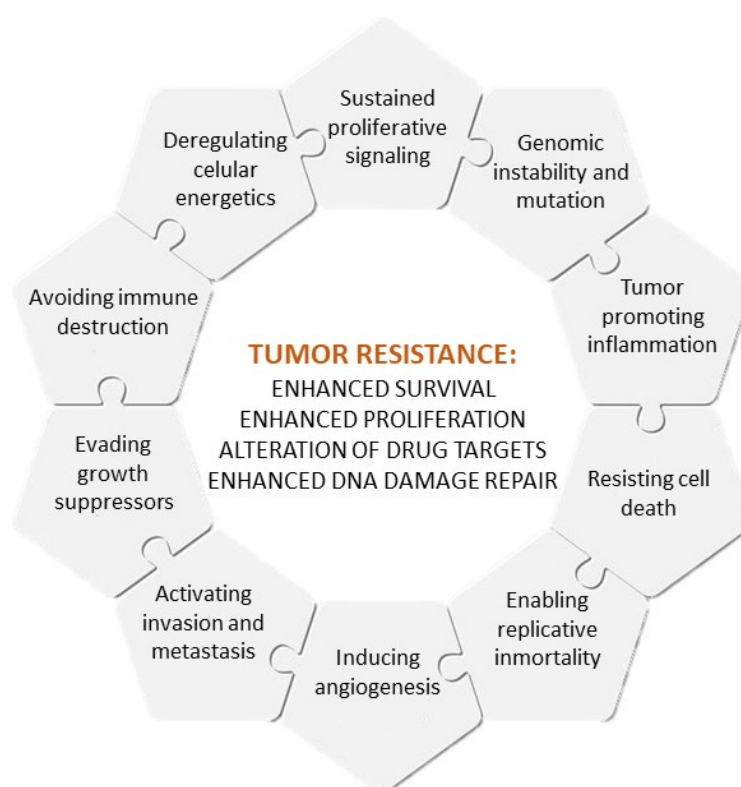 Sustained
proliferative
signaling
Genomic
instability and
mutation
Tumor
promoting
inflammation
Resisting cell
death
Enabling
replicative
inmortality
Inducing
angiogenesis
Activating
invasion and
metastasis
Evading
growth
suppressors
Avoiding immune
destruction
Deregulating
celular
energetics
TUMOR RESISTANCE:
ENHANCED SURVIVAL
ENHANCED PROLIFERATION
ALTERATION OF DRUG TARGETS
ENHANCED DNA DAMAGE REPAIR